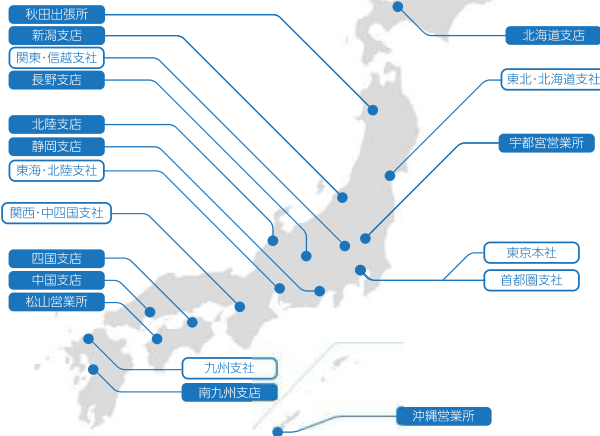 秋田出張所
新潟支店
関東・信越支社
長野支店
北陸支店
静岡支店
東海・北陸支社
関西・中四国支社
四国支店
中国支店
松山営業所
北海道支店
東北・北海道支社
宇都宮営業所
東京本社
首都圏支社
九州支社
南九州支店
沖縄営業所